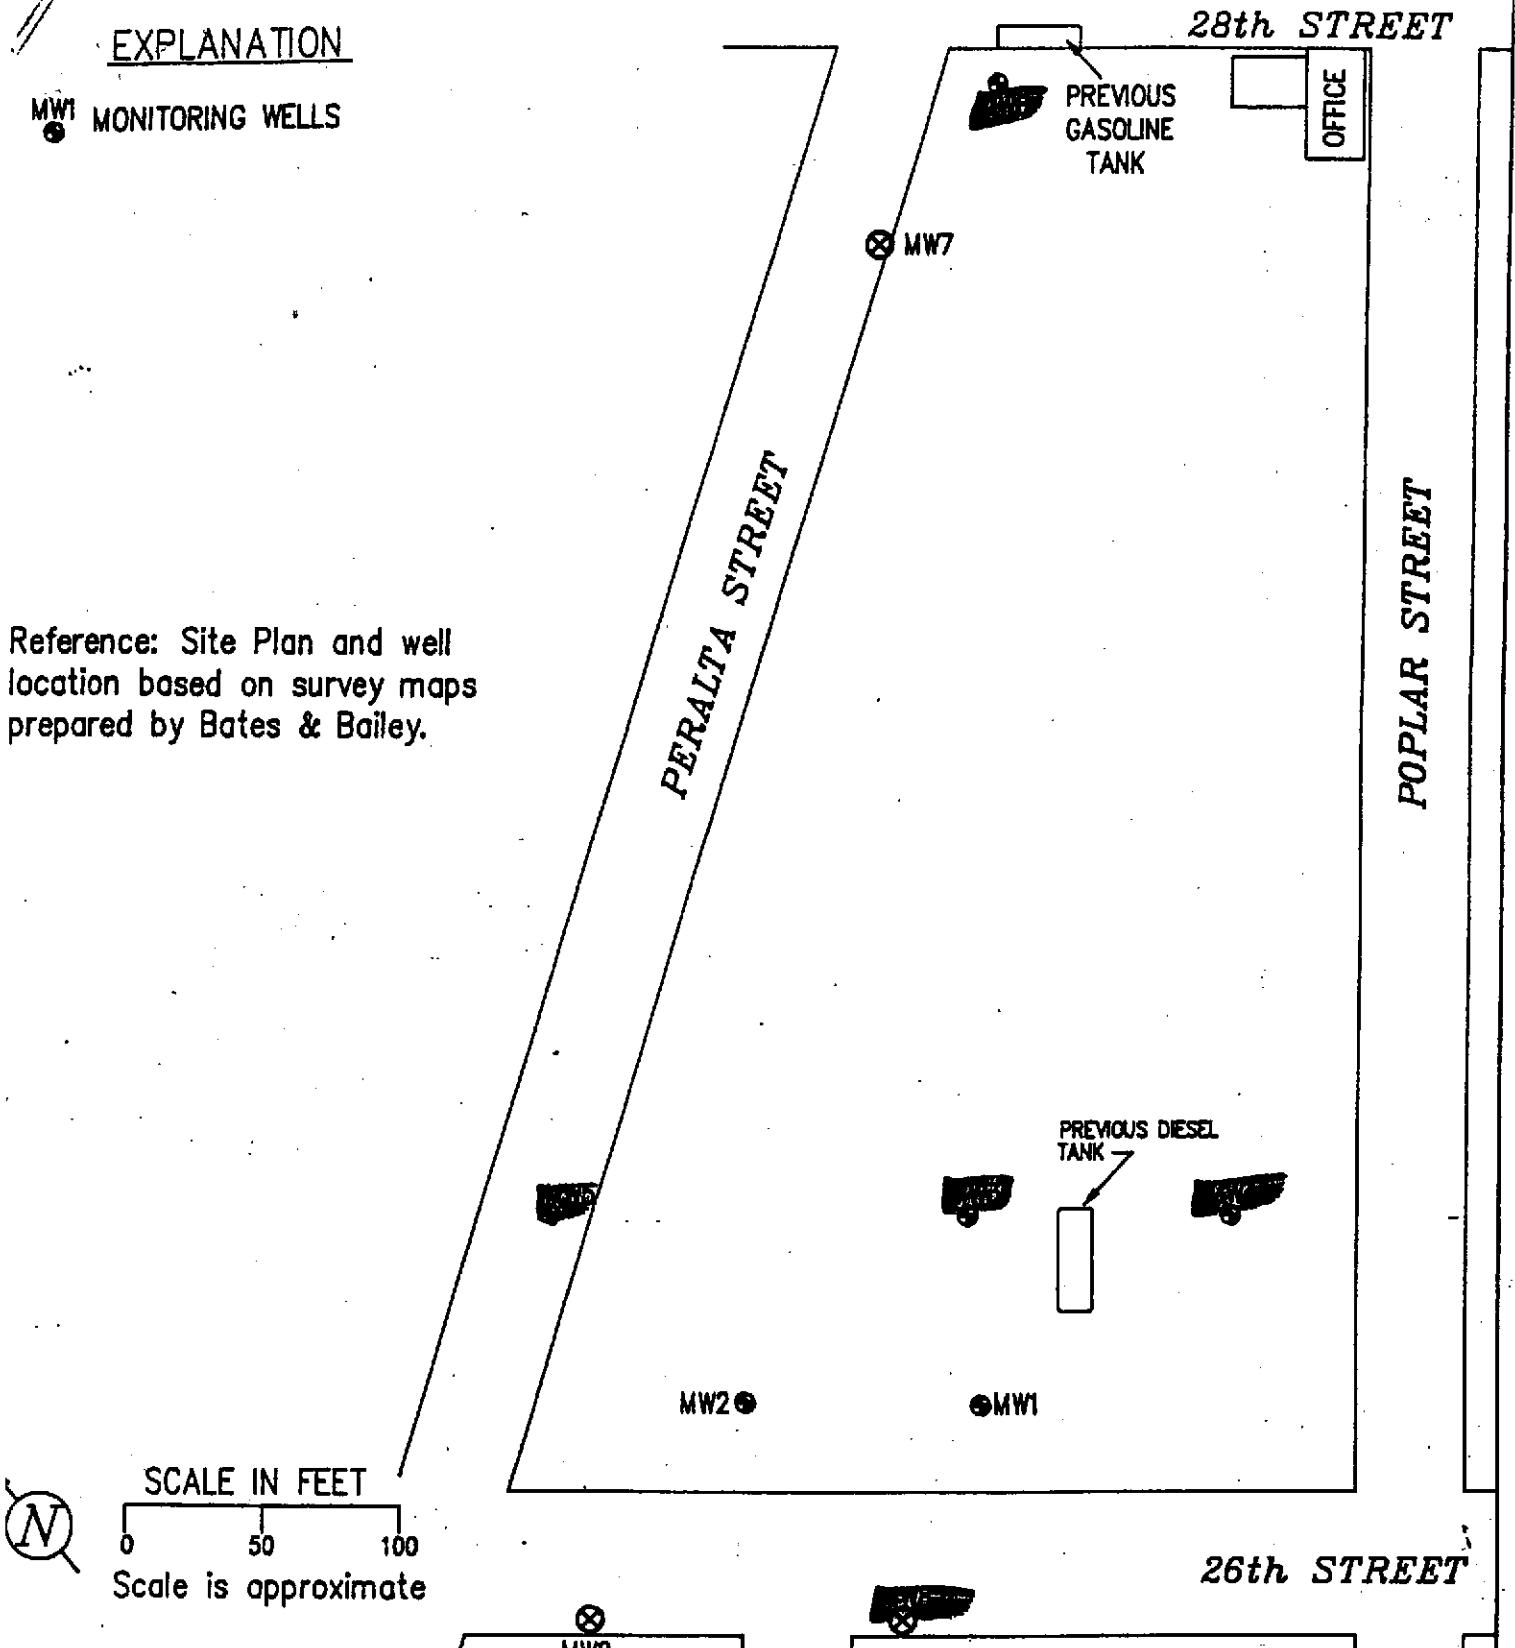 EXPLANATION
MW1
MONITORING WELLS
28th STREET
OFFICE
PREVIOUS
GASOLINE
TANK
MW7
PERALTA STREET
POPLAR STREET
Reference: Site Plan and well
location based on survey maps
prepared by Bates & Bailey.
PREVIOUS DIESEL
TANK
MW2
MW1
SCALE IN FEET
0 50 100
Scale is approximate
N
26th STREET